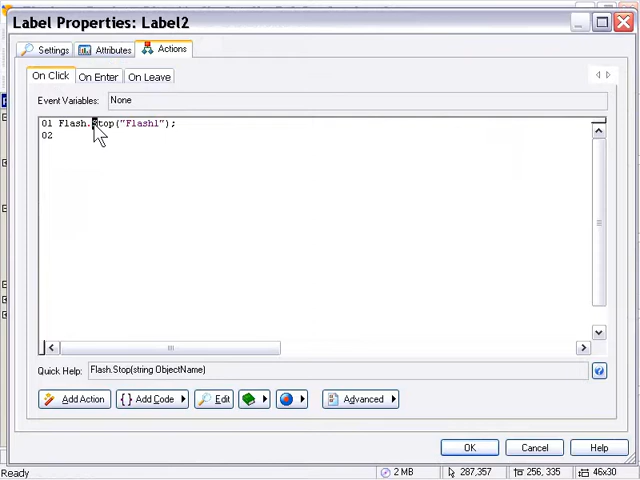 Label Properties: Label2
Settings
Attributes
Actions
On Click
On Enter
On Leave
Event Variables:
None
01 Flash.Stop("Flash1");
02
Quick Help:
Flash.Stop(string ObjectName)
Add Action
{ } Add Code
Edit
Advanced
OK
Cancel
Help
Ready
2 MB
287,357
256, 335
46x30